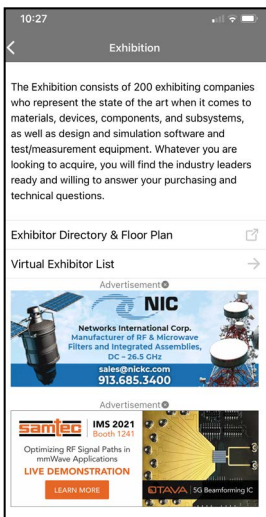 10:27
Exhibition
The Exhibition consists of 200 exhibiting companies
who represent the state of the art when it comes to
materials, devices, components, and subsystems,
as well as design and simulation software and
test/measurement equipment. Whatever you are
looking to acquire, you will find the industry leaders
ready and willing to answer your purchasing and
technical questions.
Exhibitor Directory & Floor Plan
Virtual Exhibitor List
Advertisement
NIC
Networks International Corp.
Manufacturer of RF & Microwave
Filters and Integrated Assemblies,
DC – 26.5 GHz
sales@nickc.com
913.685.3400
Advertisement
samtec
IMS 2021
Booth 1241
Optimizing RF Signal Paths in
mmWave Applications
LIVE DEMONSTRATION
LEARN MORE
OTAVA 5G Beamforming IC